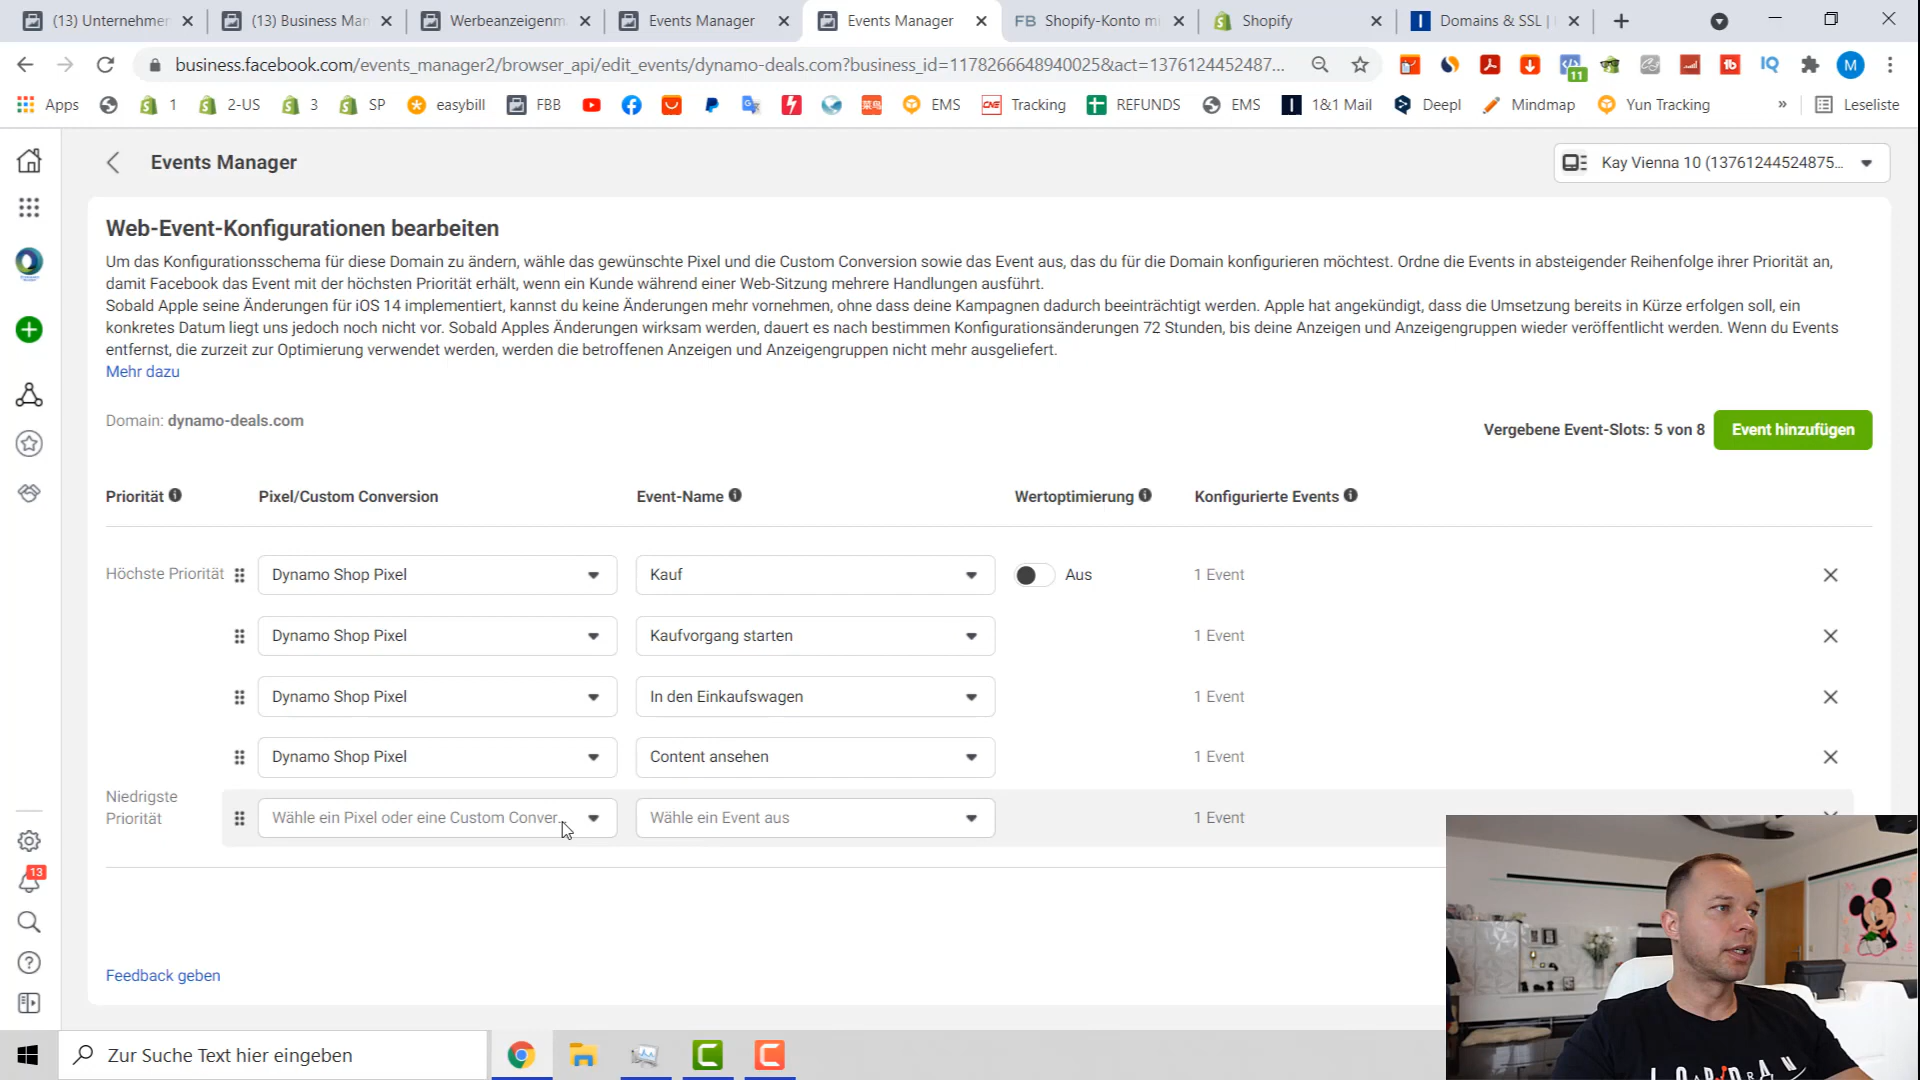 (13) Unternehmer
(13) Business Man
Werbeanzeigenm
Events Manager
Events Manager
FB Shopify-Konto mi
Shopify
Domains & SSL |
business.facebook.com/events_manager2/browser_api/edit_events/dynamo-deals.com?business_id=1178266648940025&act=1376124452487...
11
M
Apps
1
2-US
3
SP
easybill
FBB
EMS
Tracking
REFUNDS
EMS
1&1 Mail
Deepl
Mindmap
Yun Tracking
»
Leseliste
Events Manager
Kay Vienna 10 (13761244524875...
Web-Event-Konfigurationen bearbeiten
Um das Konfigurationsschema für diese Domain zu ändern, wähle das gewünschte Pixel und die Custom Conversion sowie das Event aus, das du für die Domain konfigurieren möchtest. Ordne die Events in absteigender Reihenfolge ihrer Priorität an,
damit Facebook das Event mit der höchsten Priorität erhält, wenn ein Kunde während einer Web-Sitzung mehrere Handlungen ausführt.
Sobald Apple seine Änderungen für iOS 14 implementiert, kannst du keine Änderungen mehr vornehmen, ohne dass deine Kampagnen dadurch beeinträchtigt werden. Apple hat angekündigt, dass die Umsetzung bereits in Kürze erfolgen soll, ein
konkretes Datum liegt uns jedoch noch nicht vor. Sobald Apples Änderungen wirksam werden, dauert es nach bestimmen Konfigurationsänderungen 72 Stunden, bis deine Anzeigen und Anzeigengruppen wieder veröffentlicht werden. Wenn du Events
entfernst, die zurzeit zur Optimierung verwendet werden, werden die betroffenen Anzeigen und Anzeigengruppen nicht mehr ausgeliefert.
Mehr dazu
Domain: dynamo-deals.com
Vergebene Event-Slots: 5 von 8
Event hinzufügen
Priorität
Pixel/Custom Conversion
Event-Name
Wertoptimierung
Konfigurierte Events
Höchste Priorität
Dynamo Shop Pixel
Kauf
Aus
1 Event
Dynamo Shop Pixel
Kaufvorgang starten
1 Event
Dynamo Shop Pixel
In den Einkaufswagen
1 Event
Dynamo Shop Pixel
Content ansehen
1 Event
Niedrigste
Priorität
Wähle ein Pixel oder eine Custom Conver...
Wähle ein Event aus
1 Event
13
Feedback geben
Zur Suche Text hier eingeben